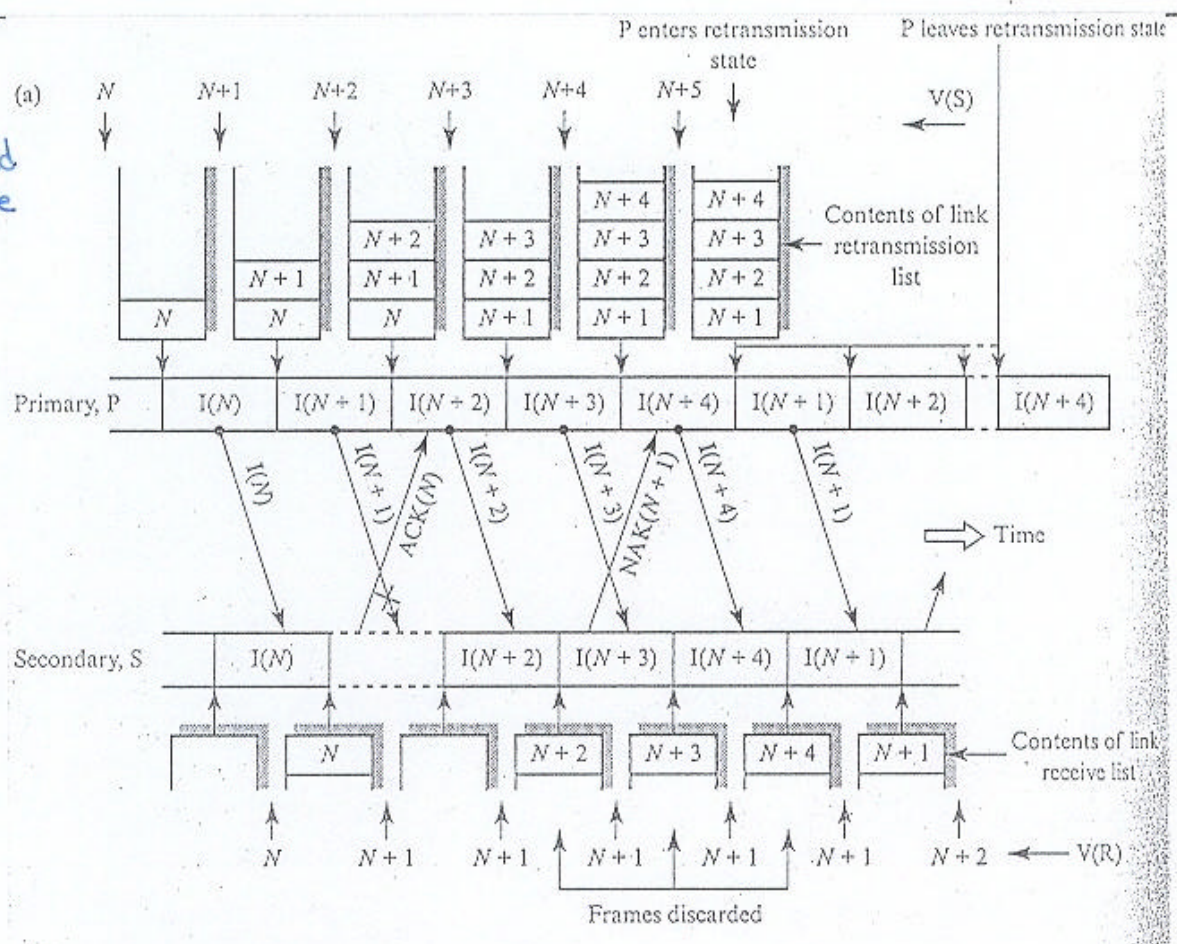 P enters retransmission state
P leaves retransmission state
(a) N N+1 N+2 N+3 N+4 N+5 V(S)
N
N + 1
N
N + 2
N + 1
N
N + 3
N + 2
N + 1
N + 4
N + 3
N + 2
N + 1
N + 4
N + 3
N + 2
N + 1
Contents of link
retransmission
list
Primary, P I(N) I(N + 1) I(N + 2) I(N + 3) I(N + 4) I(N + 1) I(N + 2) I(N + 4)
I(N) I(N + 1) ACK(N) I(N + 2) I(N + 3) NAK(N + 1) I(N + 4) I(N + 1)
Time
Secondary, S I(N) I(N + 2) I(N + 3) I(N + 4) I(N + 1)
N N + 2 N + 3 N + 4 N + 1
Contents of link
receive list
N N + 1 N + 1 N + 1 N + 1 N + 1 N + 2 V(R)
Frames discarded